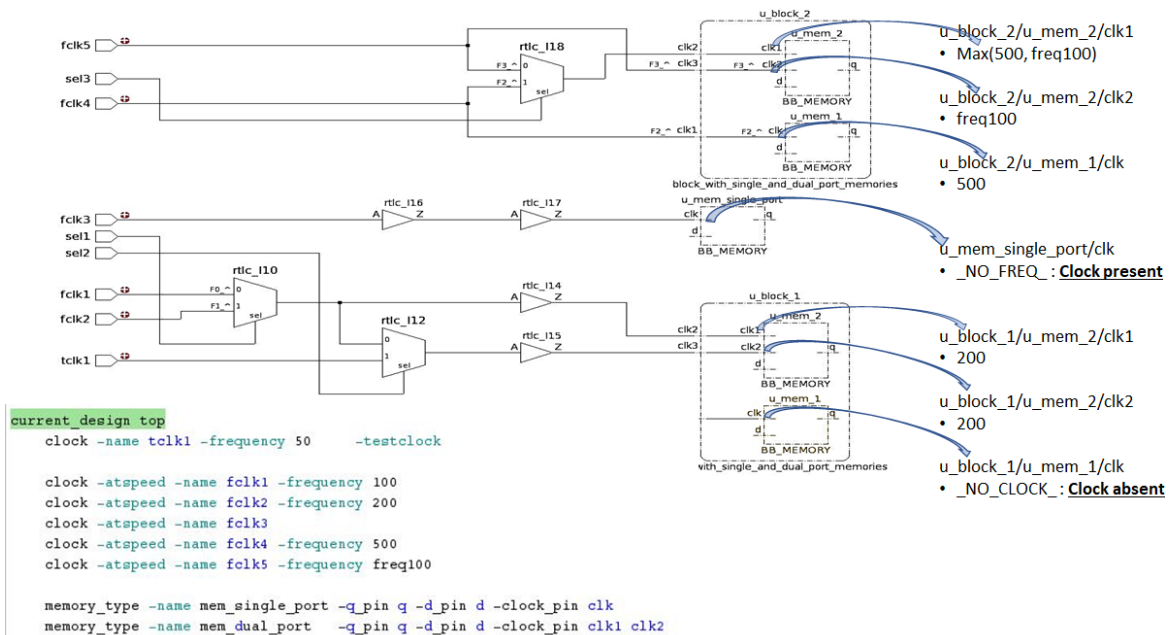 u_block_2
fclk5
rtlc_I18
clk2
clk1
u_mem_2
F3_^
0
F3_^
clk3
F3_^
clk2
q
sel3
F2_^
1
d
fclk4
sel
BB_MEMORY
u_mem_1
F2_^
clk1
F2_^
clk
q
d
BB_MEMORY
block_with_single_and_dual_port_memories
u_block_2/u_mem_2/clk1
• Max(500, freq100)
u_block_2/u_mem_2/clk2
• freq100
u_block_2/u_mem_1/clk
• 500
rtlc_I16
rtlc_I17
u_mem_single_port
fclk3
A
Z
A
Z
clk
q
sel1
d
sel2
BB_MEMORY
u_mem_single_port/clk
• _NO_FREQ_ : Clock present
rtlc_I10
rtlc_I14
u_block_1
fclk1
F0_^
0
A
Z
u_mem_2
fclk2
F1_^
1
rtlc_I12
clk2
clk1
sel
0
rtlc_I15
q
tclk1
1
A
Z
clk3
clk2
sel
d
BB_MEMORY
u_mem_1
clk
q
d
BB_MEMORY
with_single_and_dual_port_memories
u_block_1/u_mem_2/clk1
• 200
u_block_1/u_mem_2/clk2
• 200
u_block_1/u_mem_1/clk
• _NO_CLOCK_ : Clock absent
current_design top
clock -name tclk1 -frequency 50 -testclock
clock -atspeed -name fclk1 -frequency 100
clock -atspeed -name fclk2 -frequency 200
clock -atspeed -name fclk3
clock -atspeed -name fclk4 -frequency 500
clock -atspeed -name fclk5 -frequency freq100
memory_type -name mem_single_port -q_pin q -d_pin d -clock_pin clk
memory_type -name mem_dual_port -q_pin q -d_pin d -clock_pin clk1 clk2